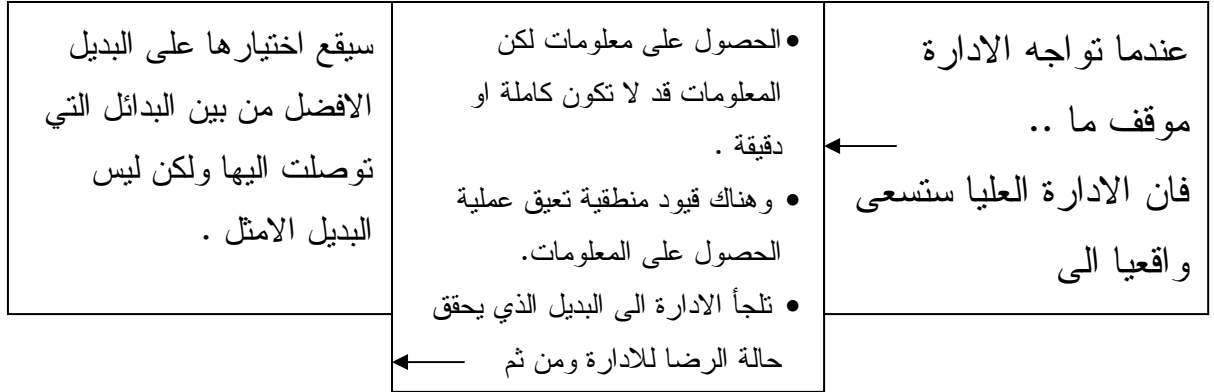 عندما تواجه الادارة
موقف ما ..
فان الادارة العليا ستسعى
واقعيا الى
•الحصول على معلومات لكن
المعلومات قد لا تكون كاملة او
دقيقة .
• وهناك قيود منطقية تعيق عملية
الحصول على المعلومات.
• تلجأ الادارة الى البديل الذي يحقق
حالة الرضا للادارة ومن ثم
سيقع اختيارها على البديل
الافضل من بين البدائل التي
توصلت اليها ولكن ليس
البديل الامثل .